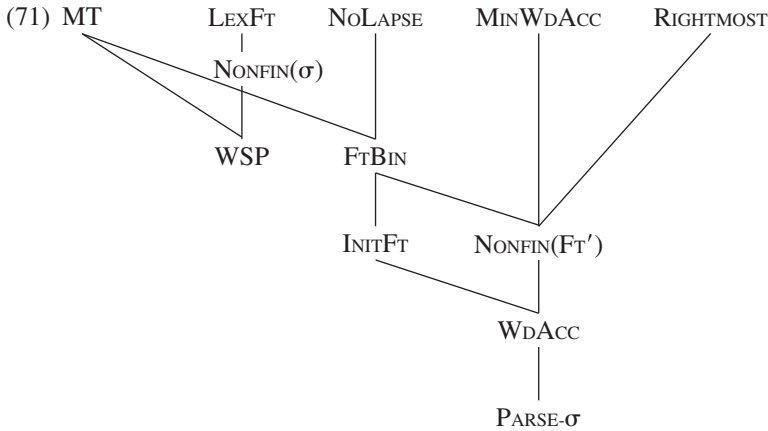 (71) MT LEXFT NOLAPSE MINWDACC RIGHTMOST
NONFIN(σ)
WSP FTBIN
INITFT NONFIN(FT′)
WDACC
PARSE-σ